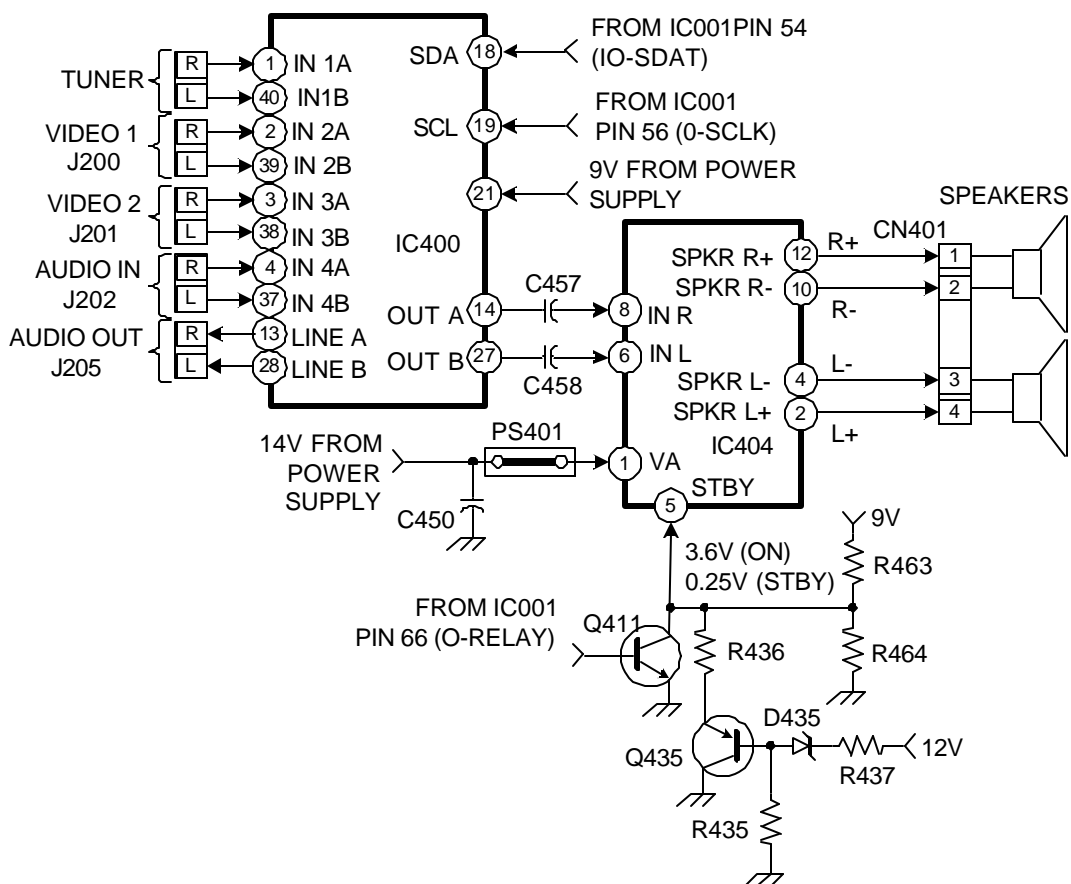 TUNER
R
L
1
40
IN 1A
IN1B
VIDEO 1
J200
R
L
2
39
IN 2A
IN 2B
VIDEO 2
J201
R
L
3
38
IN 3A
IN 3B
AUDIO IN
J202
R
L
4
37
IN 4A
IN 4B
AUDIO OUT
J205
R
L
13
28
LINE A
LINE B
IC400
SDA
18
FROM IC001PIN 54
(IO-SDAT)
SCL
19
FROM IC001
PIN 56 (0-SCLK)
21
9V FROM POWER
SUPPLY
OUT A
14
C457
8
IN R
OUT B
27
C458
6
IN L
SPKR R+
12
R+
SPKR R-
10
R-
SPKR L-
4
L-
SPKR L+
2
L+
IC404
CN401
1
2
3
4
SPEAKERS
14V FROM
POWER
SUPPLY
PS401
C450
1
VA
STBY
5
3.6V (ON)
0.25V (STBY)
9V
R463
R464
FROM IC001
PIN 66 (O-RELAY)
Q411
R436
Q435
D435
R437
12V
R435